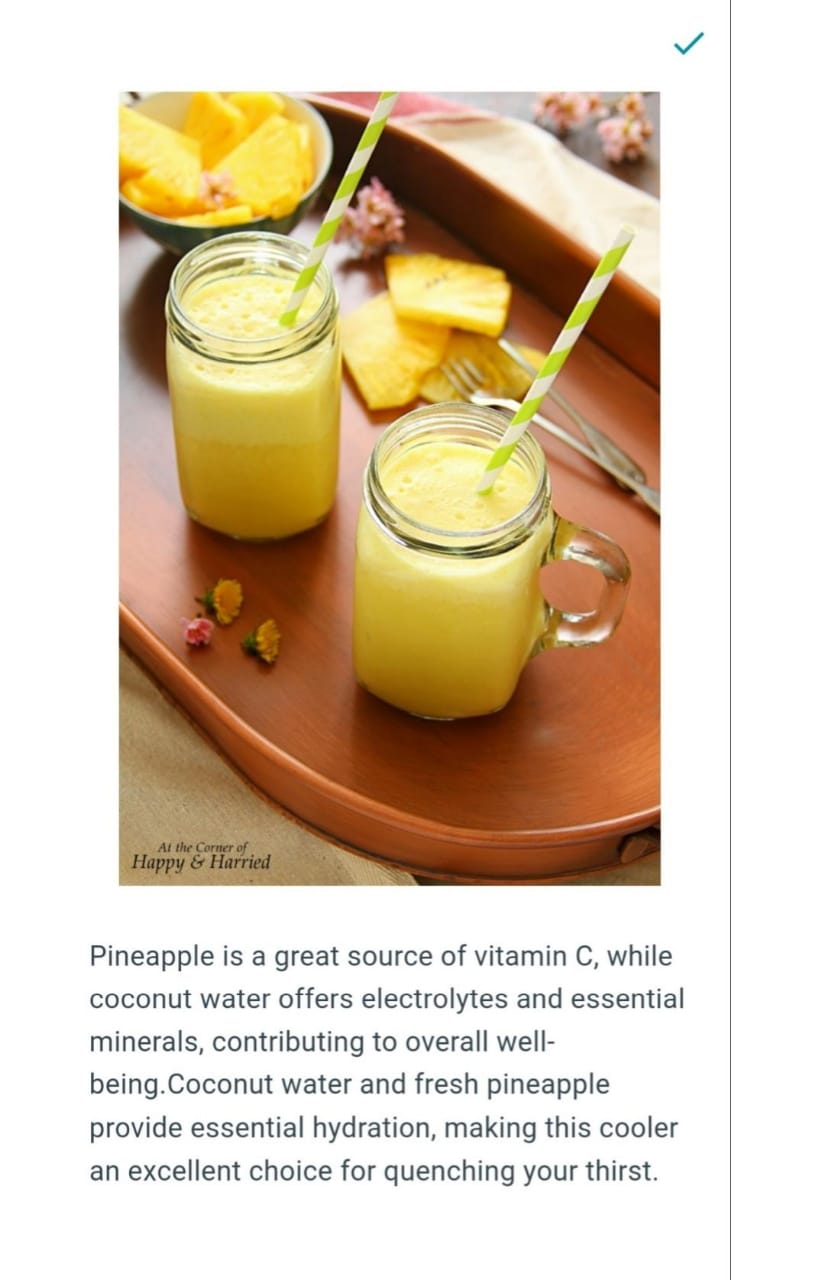 At the Corner of
Happy & Harried
Pineapple is a great source of vitamin C, while
coconut water offers electrolytes and essential
minerals, contributing to overall well-
being.Coconut water and fresh pineapple
provide essential hydration, making this cooler
an excellent choice for quenching your thirst.